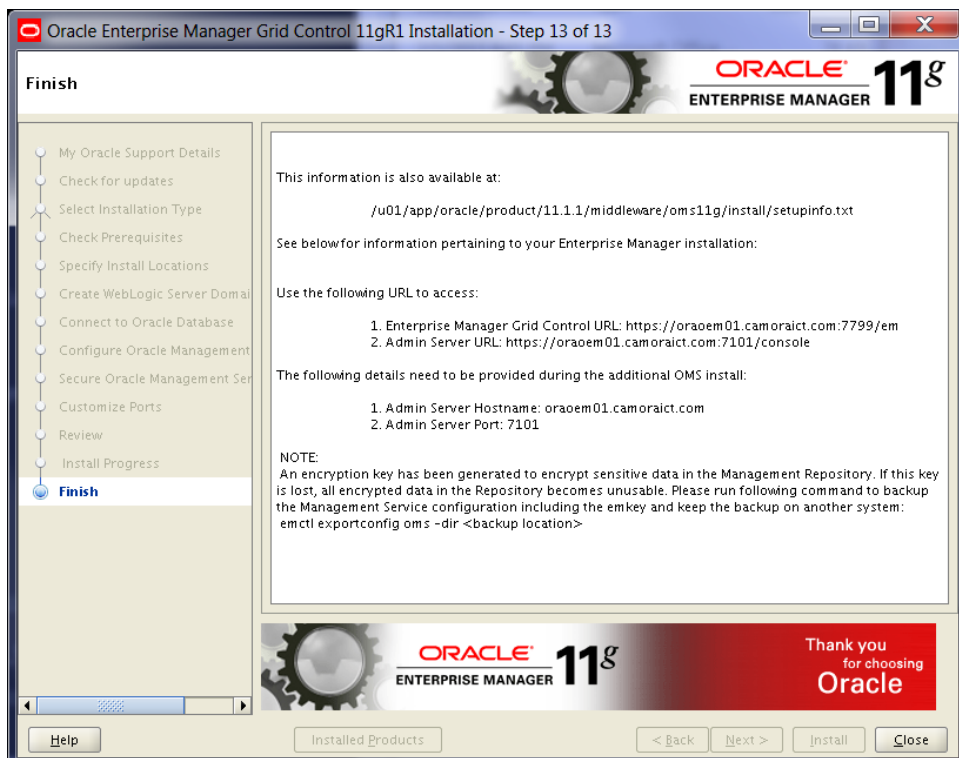 Oracle Enterprise Manager Grid Control 11gR1 Installation - Step 13 of 13
Finish
ORACLE
ENTERPRISE MANAGER 11g
My Oracle Support Details
Check for updates
Select Installation Type
Check Prerequisites
Specify Install Locations
Create WebLogic Server Domai
Connect to Oracle Database
Configure Oracle Management
Secure Oracle Management Ser
Customize Ports
Review
Install Progress
Finish
This information is also available at:
/u01/app/oracle/product/11.1.1/middleware/oms11g/install/setupinfo.txt
See below for information pertaining to your Enterprise Manager installation:
Use the following URL to access:
1. Enterprise Manager Grid Control URL: https://oraoem01.camoraict.com:7799/em
2. Admin Server URL: https://oraoem01.camoraict.com:7101/console
The following details need to be provided during the additional OMS install:
1. Admin Server Hostname: oraoem01.camoraict.com
2. Admin Server Port: 7101
NOTE:
An encryption key has been generated to encrypt sensitive data in the Management Repository. If this key
is lost, all encrypted data in the Repository becomes unusable. Please run following command to backup
the Management Service configuration including the emkey and keep the backup on another system:
emctl exportconfig oms -dir <backup location>
ORACLE
ENTERPRISE MANAGER 11g
Thank you
for choosing
Oracle
Help
Installed Products
< Back
Next >
Install
Close